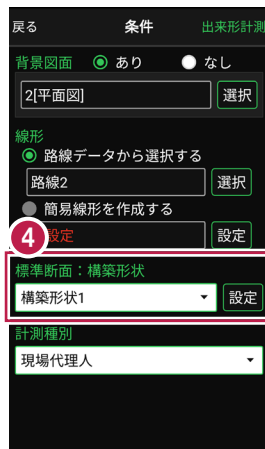 戻る 条件 出来形計測
背景図面 あり なし
2[平面図] 選択
線形
路線データから選択する
路線2 選択
簡易線形を作成する
設定 設定
4
標準断面：構築形状
構築形状1 設定
計測種別
現場代理人